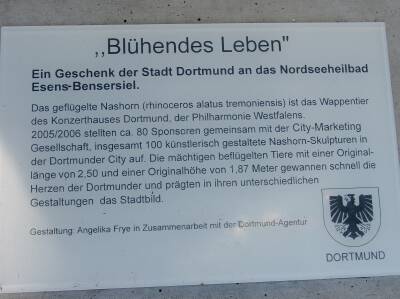 ,,Blühendes Leben"
Ein Geschenk der Stadt Dortmund an das Nordseeheilbad
Esens-Bensersiel.
Das geflügelte Nashorn (rhinoceros alatus tremoniensis) ist das Wappentier
des Konzerthauses Dortmund, der Philharmonie Westfalens.
2005/2006 stellten ca. 80 Sponsoren gemeinsam mit der City-Marketing
Gesellschaft, insgesamt 100 künstlerisch gestaltete Nashorn-Skulpturen in
der Dortmunder City auf. Die mächtigen beflügelten Tiere mit einer Original-
länge von 2,50 und einer Originalhöhe von 1,87 Meter gewannen schnell die
Herzen der Dortmunder und prägten in ihren unterschiedlichen
Gestaltungen das Stadtbild.
Gestaltung: Angelika Frye in Zusammenarbeit mit der Dortmund-Agentur
DORTMUND